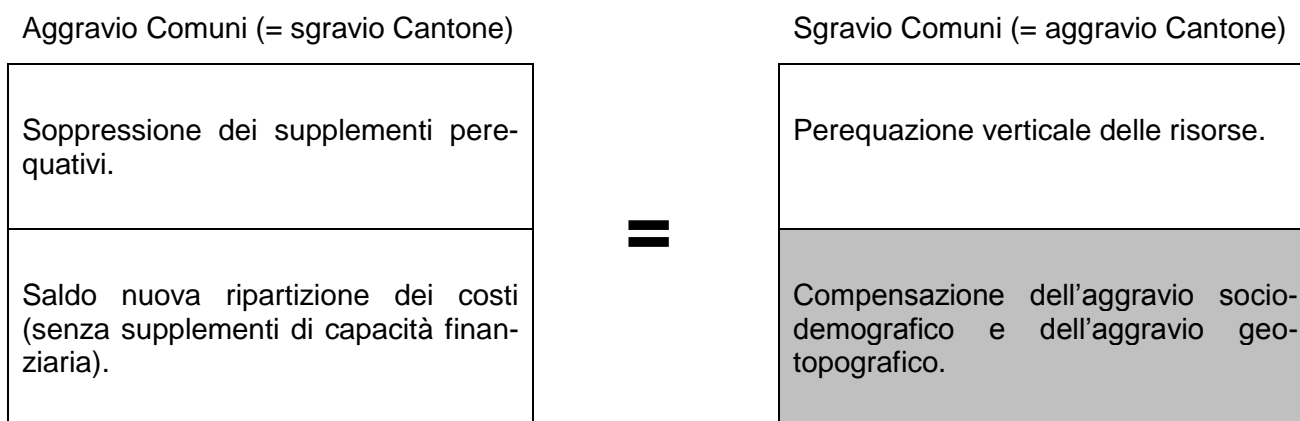 Aggravio Comuni (= sgravio Cantone)
Soppressione dei supplementi pere-
quativi.
Saldo nuova ripartizione dei costi
(senza supplementi di capacità finan-
ziaria).
=
Sgravio Comuni (= aggravio Cantone)
Perequazione verticale delle risorse.
Compensazione dell’aggravio socio-
demografico e dell’aggravio geo-
topografico.